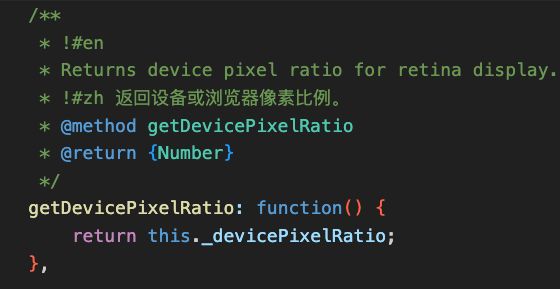 /**
 * !#en
 * Returns device pixel ratio for retina display.
 * !#zh 返回设备或浏览器像素比例。
 * @method getDevicePixelRatio
 * @return {Number}
 */
getDevicePixelRatio: function() {
    return this._devicePixelRatio;
},